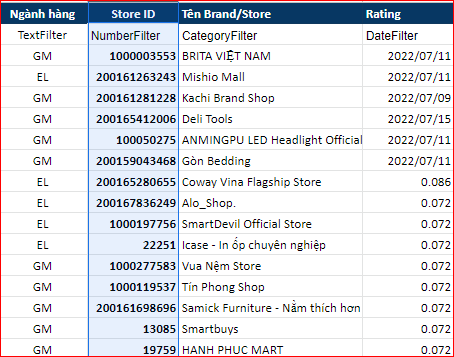 Ngành hàng Store ID Tên Brand/Store Rating
TextFilter NumberFilter CategoryFilter DateFilter
GM 1000003553 BRITA VIỆT NAM 2022/07/11
EL 200161263243 Mishio Mall 2022/07/11
GM 200161281228 Kachi Brand Shop 2022/07/09
GM 200165412006 Deli Tools 2022/07/15
GM 100050275 ANMINGPU LED Headlight Official 2022/07/11
GM 200159043468 Gòn Bedding 2022/07/11
EL 200165280655 Coway Vina Flagship Store 0.086
EL 200167836249 Alo_Shop. 0.072
EL 1000197756 SmartDevil Official Store 0.072
EL 22251 Icase - In ốp chuyên nghiệp 0.072
GM 1000277583 Vua Nệm Store 0.072
GM 1000119537 Tín Phong Shop 0.072
GM 200161698696 Samick Furniture - Nằm thích hơn 0.072
GM 13085 Smartbuys 0.072
GM 19759 HANH PHUC MART 0.072